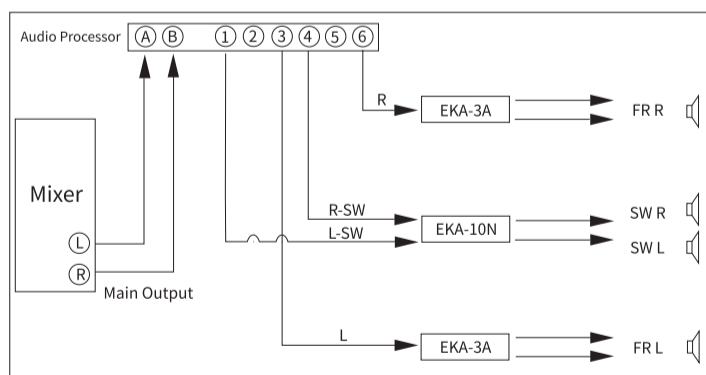 Audio Processor A B 1 2 3 4 5 6
R EKA-3A FR R
Mixer
R-SW SW R
EKA-10N
L-SW SW L
L
R
Main Output
L EKA-3A FR L